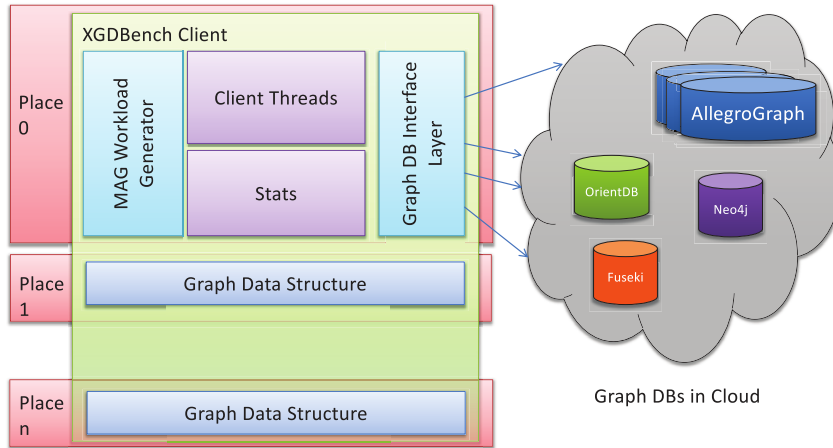 XGDBench Client
Place
0
MAG Workload
Generator
Client Threads
Stats
Graph DB Interface
Layer
Place
1
Graph Data Structure
Place
n
Graph Data Structure
AllegroGraph
OrientDB
Neo4j
Fuseki
Graph DBs in Cloud